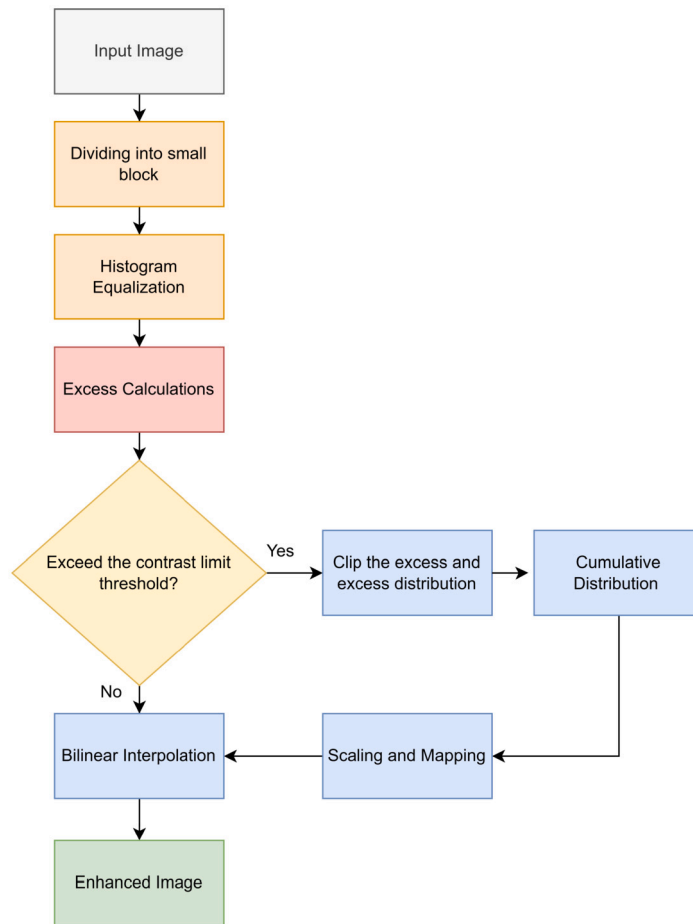 Input Image
Dividing into small
block
Histogram
Equalization
Excess Calculations
Exceed the contrast limit
threshold?
Yes
Clip the excess and
excess distribution
Cumulative
Distribution
No
Bilinear Interpolation
Scaling and Mapping
Enhanced Image